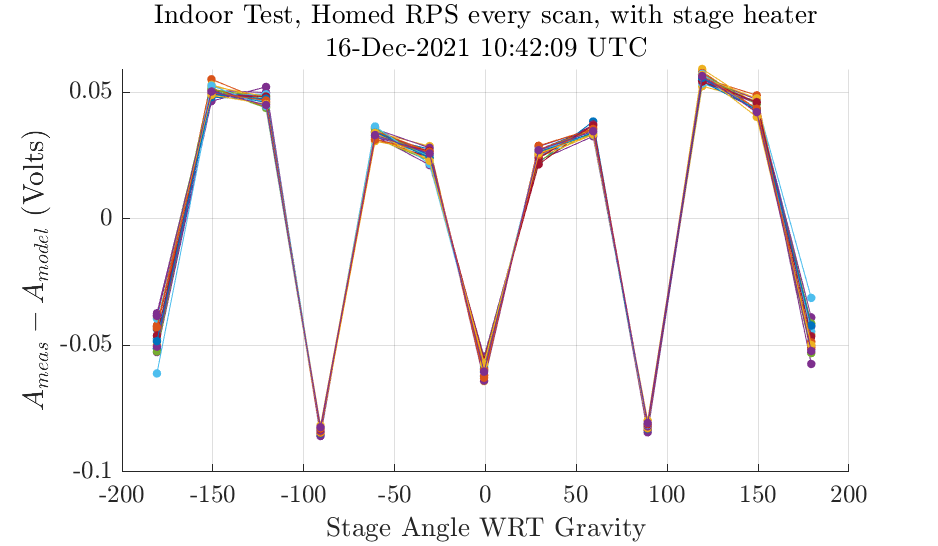 Indoor Test, Homed RPS every scan, with stage heater
16-Dec-2021 10:42:09 UTC
A_meas − A_model (Volts)
0.05
0
-0.05
-0.1
-200 -150 -100 -50 0 50 100 150 200
Stage Angle WRT Gravity